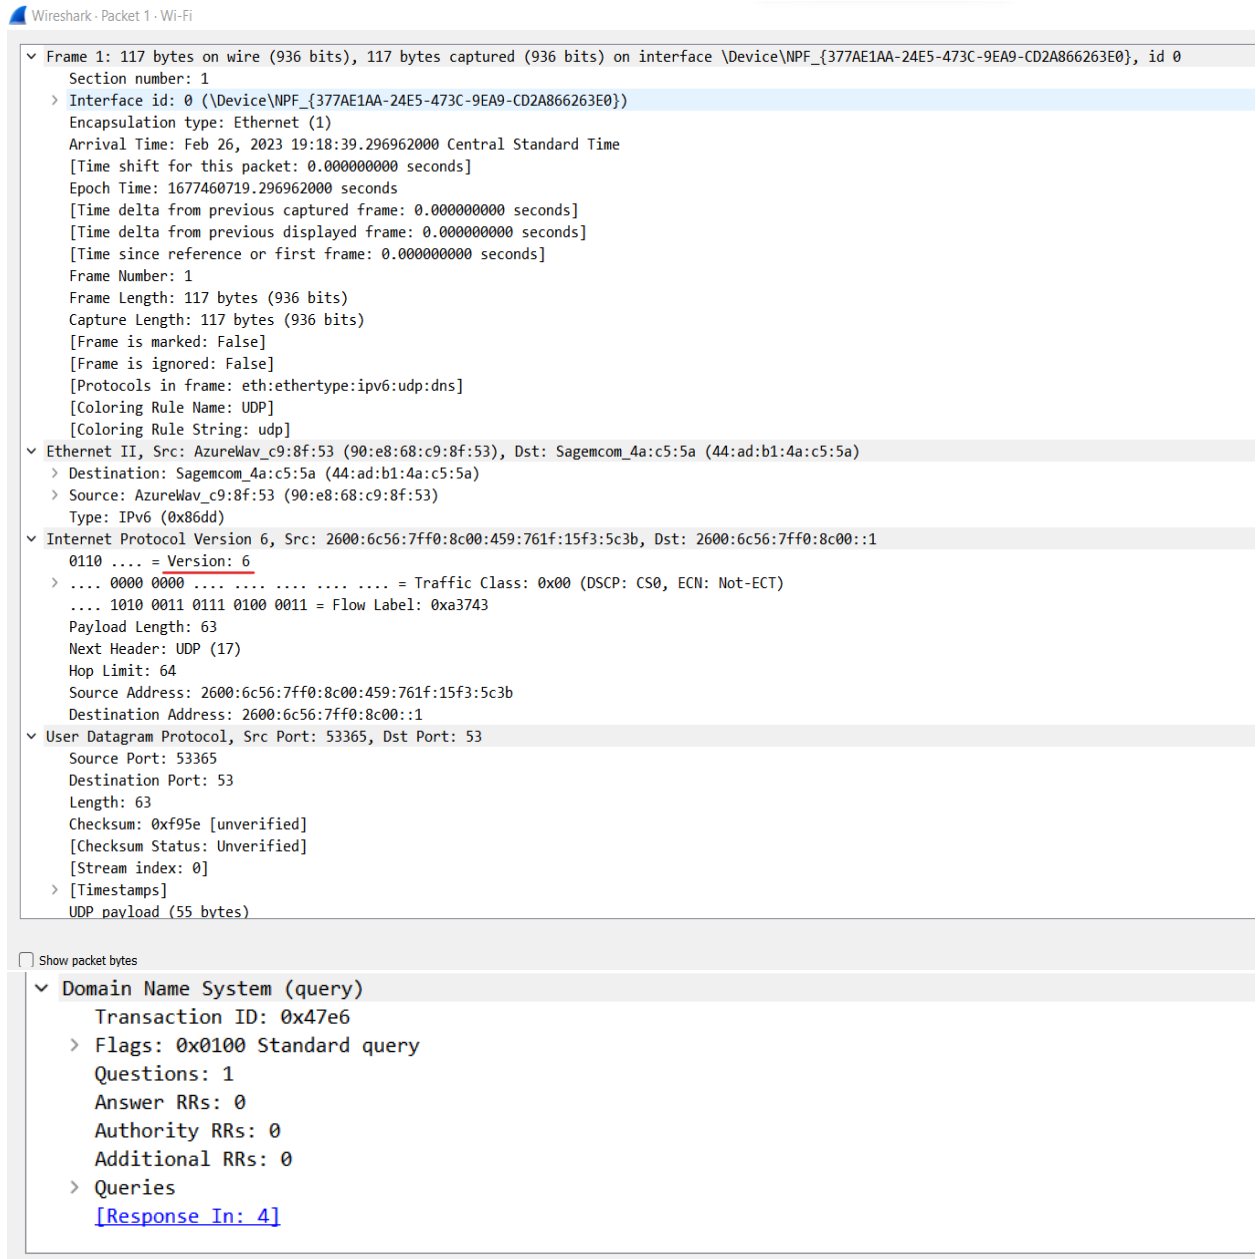 Wireshark · Packet 1 · Wi-Fi
Frame 1: 117 bytes on wire (936 bits), 117 bytes captured (936 bits) on interface \Device\NPF_{377AE1AA-24E5-473C-9EA9-CD2A866263E0}, id 0
Section number: 1
Interface id: 0 (\Device\NPF_{377AE1AA-24E5-473C-9EA9-CD2A866263E0})
Encapsulation type: Ethernet (1)
Arrival Time: Feb 26, 2023 19:18:39.296962000 Central Standard Time
[Time shift for this packet: 0.000000000 seconds]
Epoch Time: 1677460719.296962000 seconds
[Time delta from previous captured frame: 0.000000000 seconds]
[Time delta from previous displayed frame: 0.000000000 seconds]
[Time since reference or first frame: 0.000000000 seconds]
Frame Number: 1
Frame Length: 117 bytes (936 bits)
Capture Length: 117 bytes (936 bits)
[Frame is marked: False]
[Frame is ignored: False]
[Protocols in frame: eth:ethertype:ipv6:udp:dns]
[Coloring Rule Name: UDP]
[Coloring Rule String: udp]
Ethernet II, Src: AzureWav_c9:8f:53 (90:e8:68:c9:8f:53), Dst: Sagemcom_4a:c5:5a (44:ad:b1:4a:c5:5a)
Destination: Sagemcom_4a:c5:5a (44:ad:b1:4a:c5:5a)
Source: AzureWav_c9:8f:53 (90:e8:68:c9:8f:53)
Type: IPv6 (0x86dd)
Internet Protocol Version 6, Src: 2600:6c56:7ff0:8c00:459:761f:15f3:5c3b, Dst: 2600:6c56:7ff0:8c00::1
0110 .... = Version: 6
.... 0000 0000 .... .... .... .... .... = Traffic Class: 0x00 (DSCP: CS0, ECN: Not-ECT)
.... 1010 0011 0111 0100 0011 = Flow Label: 0xa3743
Payload Length: 63
Next Header: UDP (17)
Hop Limit: 64
Source Address: 2600:6c56:7ff0:8c00:459:761f:15f3:5c3b
Destination Address: 2600:6c56:7ff0:8c00::1
User Datagram Protocol, Src Port: 53365, Dst Port: 53
Source Port: 53365
Destination Port: 53
Length: 63
Checksum: 0xf95e [unverified]
[Checksum Status: Unverified]
[Stream index: 0]
[Timestamps]
UDP payload (55 bytes)
Show packet bytes
Domain Name System (query)
Transaction ID: 0x47e6
Flags: 0x0100 Standard query
Questions: 1
Answer RRs: 0
Authority RRs: 0
Additional RRs: 0
Queries
[Response In: 4]